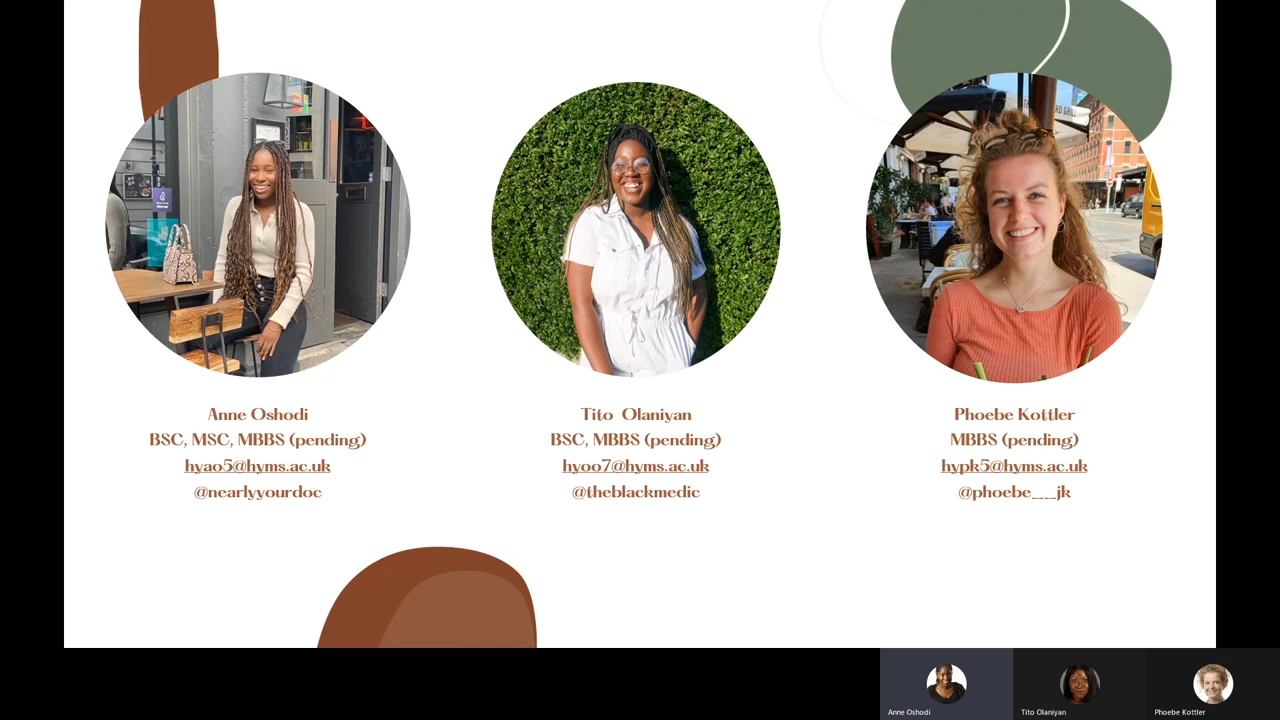 Anne Oshodi
BSC, MSC, MBBS (pending)
hyao5@hyms.ac.uk
@nearlyyourdoc
Tito Olaniyan
BSC, MBBS (pending)
hyoo7@hyms.ac.uk
@theblackmedic
Phoebe Kottler
MBBS (pending)
hypk5@hyms.ac.uk
@phoebe__jk
Anne Oshodi
Tito Olaniyan
Phoebe Kottler